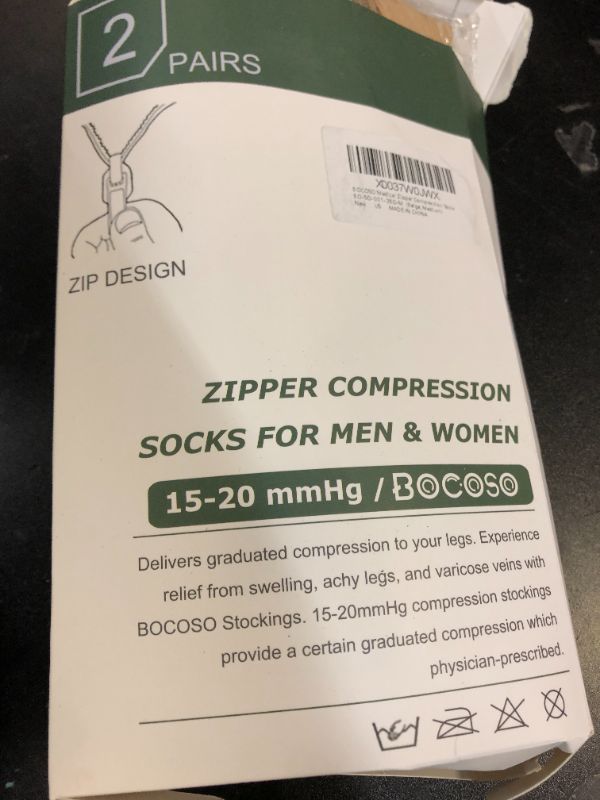 2
PAIRS
X0037W0JWX
New
MADE IN CHINA
ZIP DESIGN
ZIPPER COMPRESSION
SOCKS FOR MEN & WOMEN
15-20 mmHg / BOCOSO
Delivers graduated compression to your legs. Experience
relief from swelling, achy legs, and varicose veins with
BOCOSO Stockings. 15-20mmHg compression stockings
provide a certain graduated compression which
physician-prescribed.